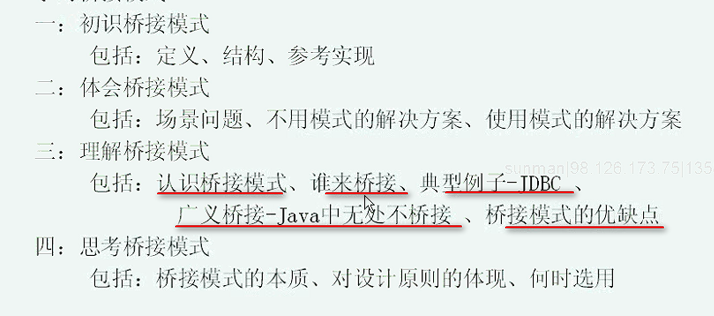 一：初识桥接模式
包括：定义、结构、参考实现
二：体会桥接模式
包括：场景问题、不用模式的解决方案、使用模式的解决方案
三：理解桥接模式
sunman|98 126 173 75|135
包括：认识桥接模式、谁来桥接、典型例子-JDBC 、
广义桥接-Java中无处不桥接 、桥接模式的优缺点
四：思考桥接模式
包括：桥接模式的本质、对设计原则的体现、何时选用